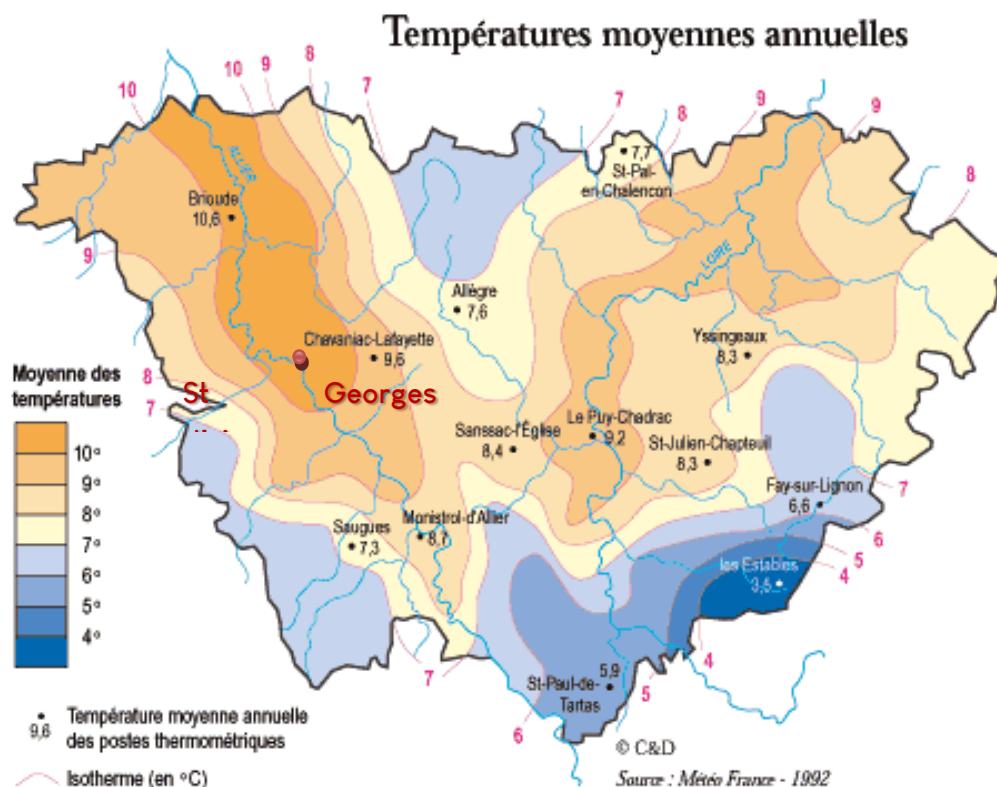 Températures moyennes annuelles
10
10
9
8
7
7
8
9
9
8
7,7
St-Pal-
en-Chalencon
ALLIER
Brioude
10,6
9
LOIRE
Allègre
7,6
Chavaniac-Lafayette
9,6
Yssingeaux
8,3
Moyenne des
températures
8
7
St Georges
10°
9°
8°
7°
6°
5°
4°
Le Puy-Chadrac
9,2
Sanssac-l'Église
8,4
St-Julien-Chapteuil
8,3
Fay-sur-Lignon
6,6
7
6
5
4
Monistrol-d'Allier
8,7
Saugues
7,3
les Estables
3,5
7
6
5
4
5,9
St-Paul-de-
Tartas
9,6
Température moyenne annuelle
des postes thermométriques
Isotherme (en °C)
© C&D
Source : Météo France - 1992